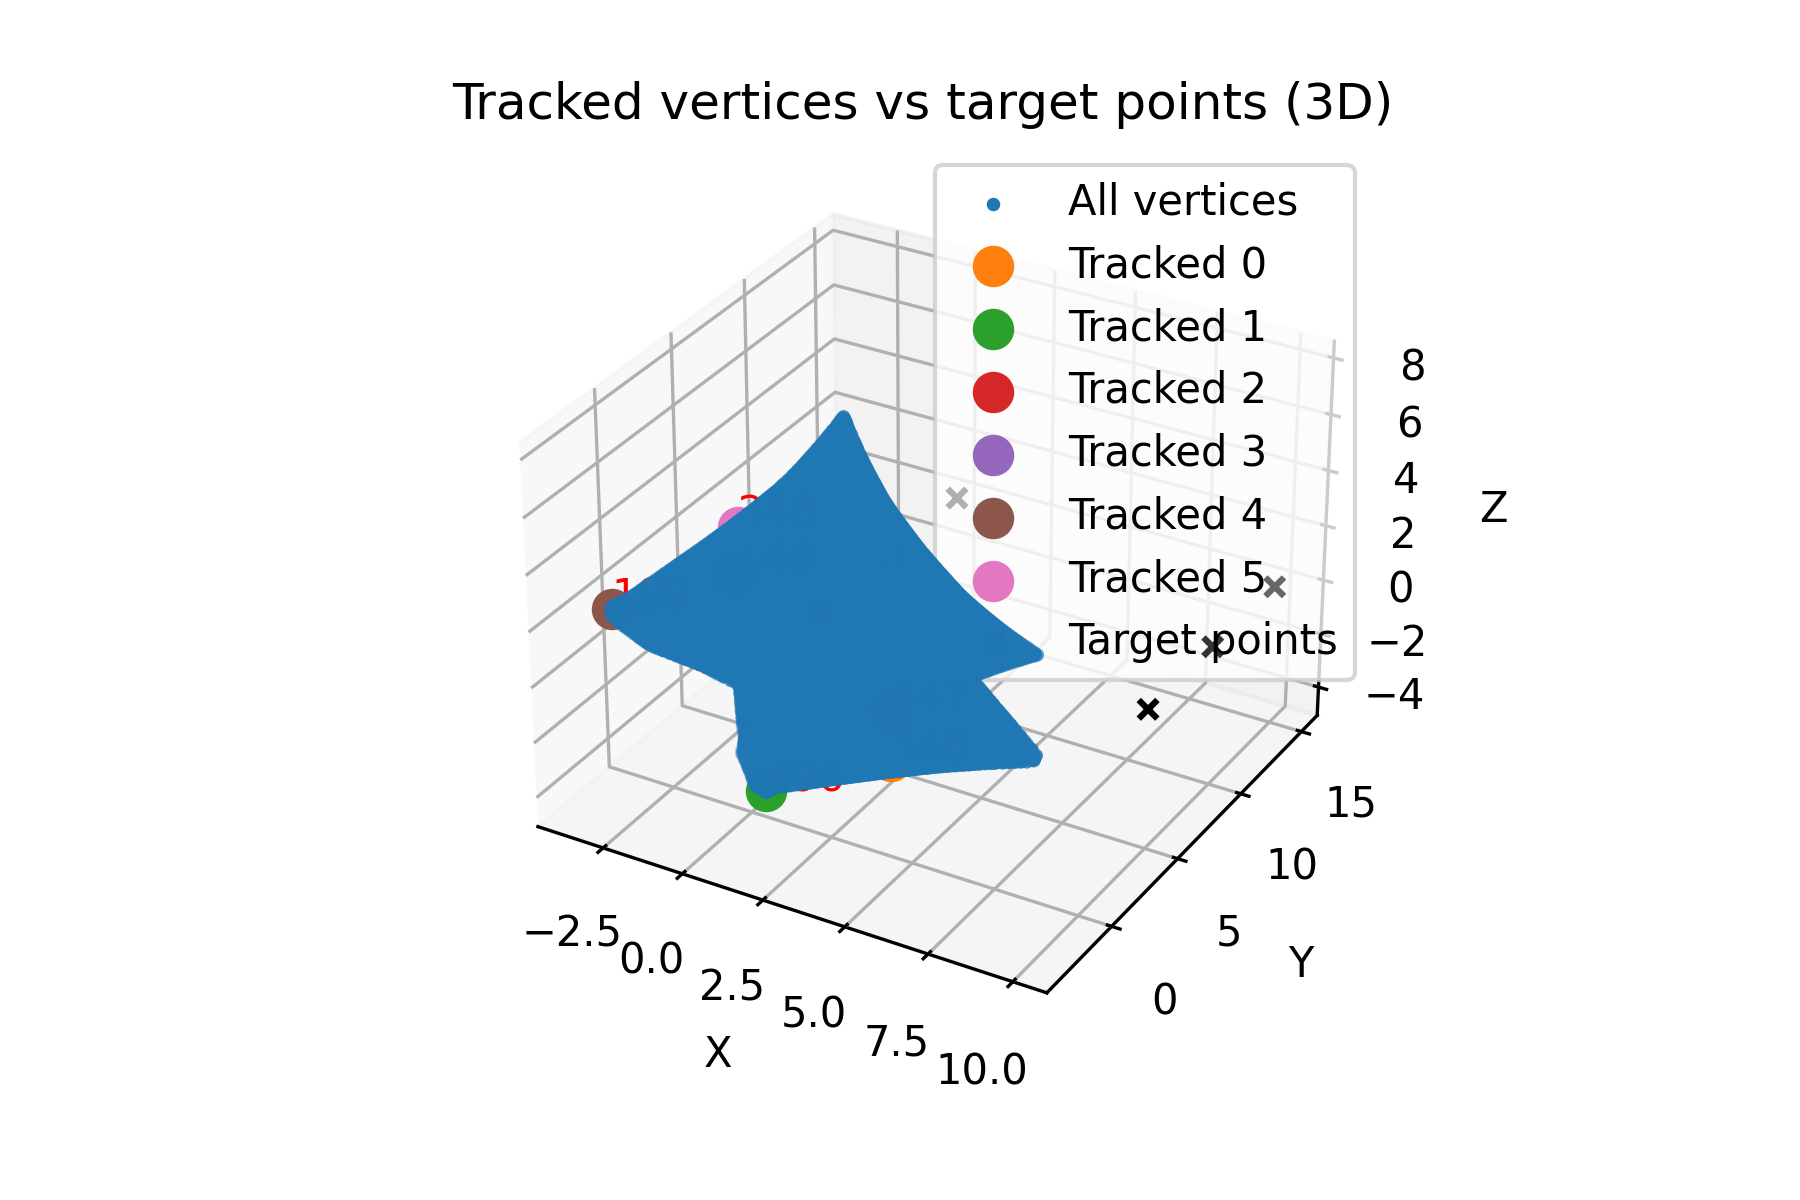 Tracked vertices vs target points (3D)
All vertices
Tracked 0
Tracked 1
Tracked 2
Tracked 3
Tracked 4
Tracked 5
Target points
8
6
4
2
0
−2
−4
Z
15
10
5
0
Y
−2.5
0.0
2.5
5.0
7.5
10.0
X